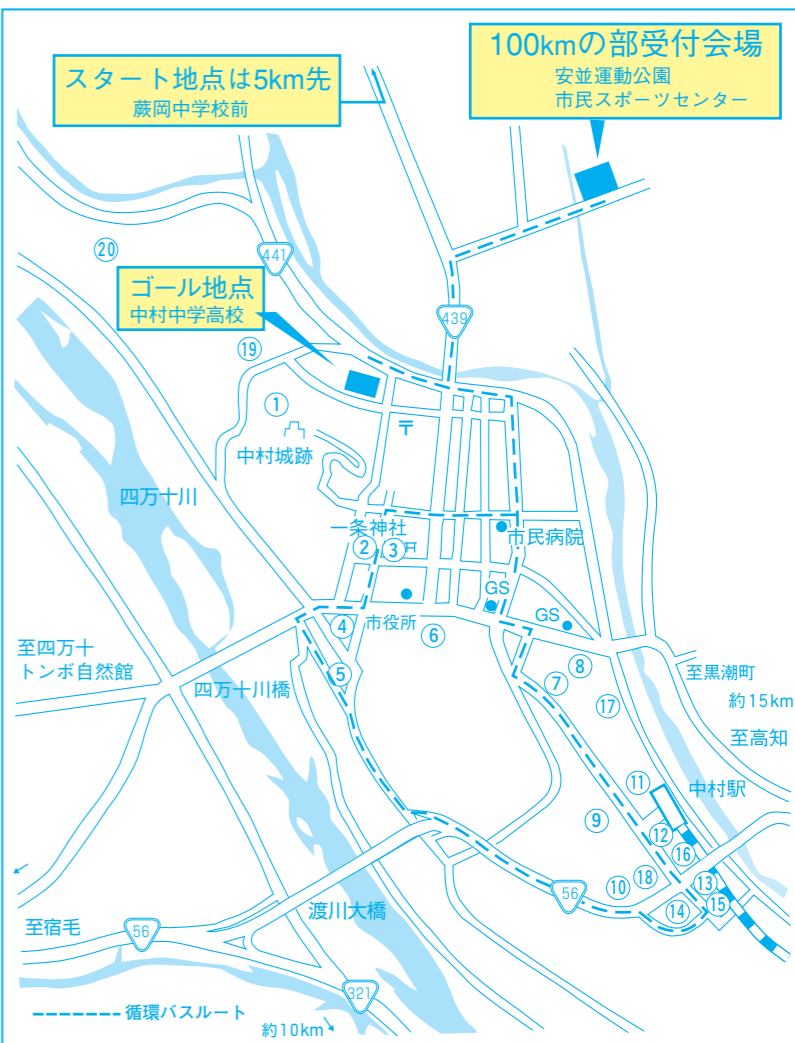 スタート地点は5km先
蕨岡中学校前
100kmの部受付会場
安並運動公園
市民スポーツセンター
⑳
441
ゴール地点
中村中学高校
439
⑲
①
〒
中村城跡
四万十川
一条神社
②
③
市民病院
GS
GS
市役所
④
⑥
至四万十
トンボ自然館
⑤
四万十川橋
⑧
⑦
至黒潮町
約15km
⑰
至高知
中村駅
⑪
⑨
⑫
⑯
⑱
⑬
⑩
56
⑭
⑮
渡川大橋
至宿毛
56
321
循環バスルート
約10km